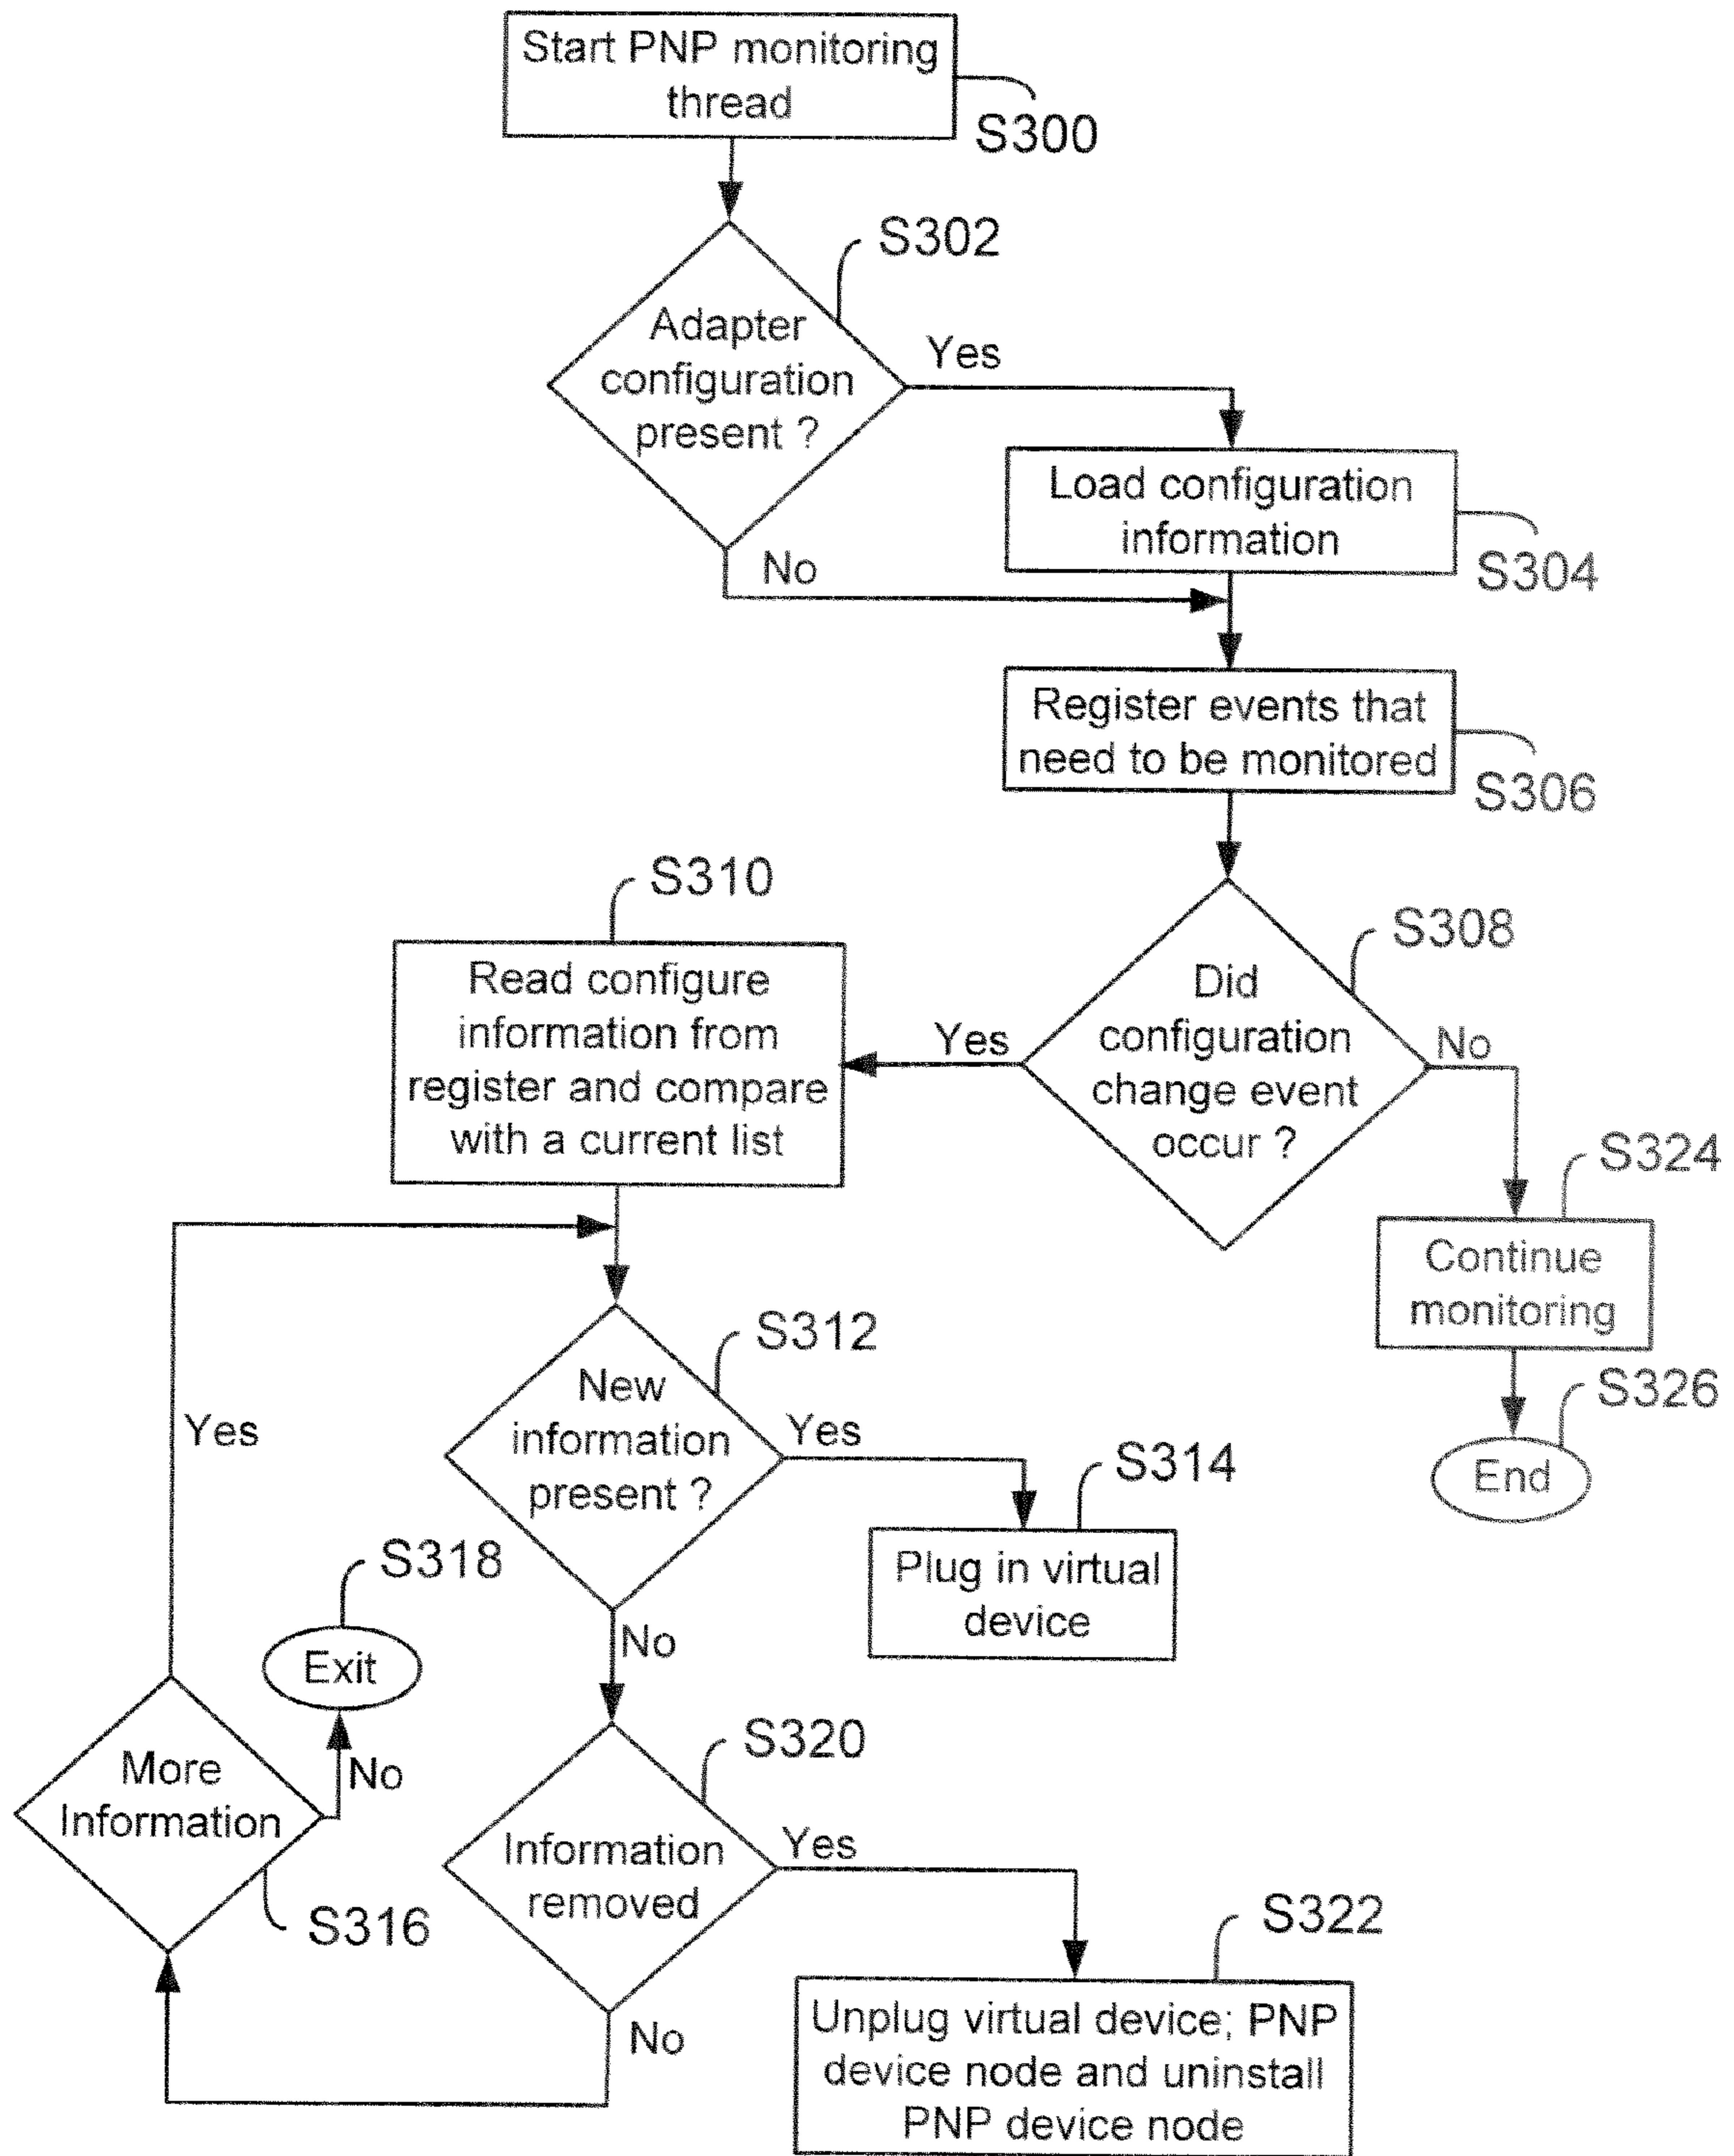 Start PNP monitoring
thread
S300
S302
Adapter
configuration
present ?
Yes
No
Load configuration
information
S304
Register events that
need to be monitored
S306
S310
Read configure
information from
register and compare
with a current list
S308
Did
configuration
change event
occur ?
Yes
No
S324
Continue
monitoring
S326
End
S312
New
information
present ?
Yes
No
S314
Plug in virtual
device
Yes
S318
Exit
No
More
Information
S316
S320
Information
removed
Yes
No
S322
Unplug virtual device; PNP
device node and uninstall
PNP device node